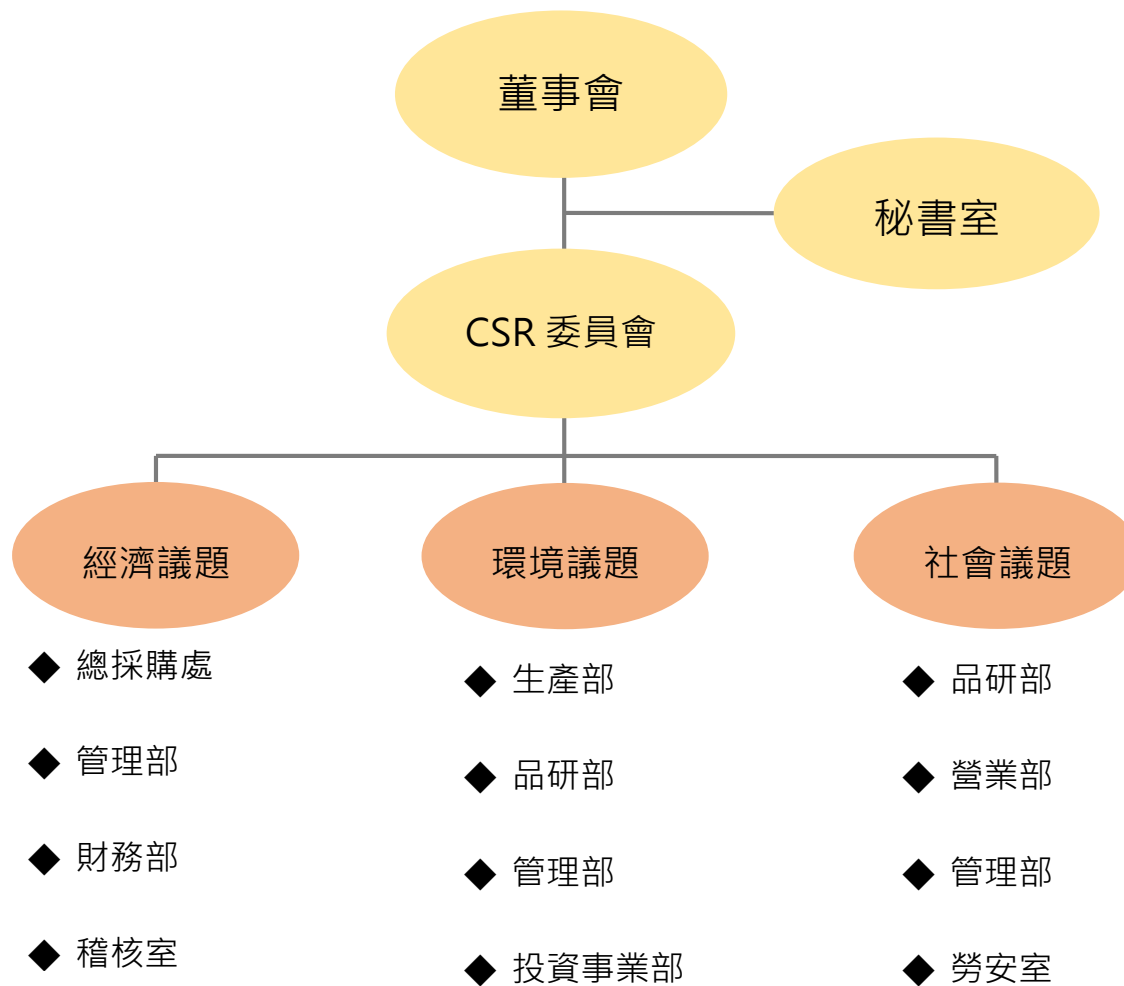 董事會
秘書室
CSR 委員會
經濟議題
環境議題
社會議題
◆ 總採購處
◆ 管理部
◆ 財務部
◆ 稽核室
◆ 生產部
◆ 品研部
◆ 管理部
◆ 投資事業部
◆ 品研部
◆ 營業部
◆ 管理部
◆ 勞安室